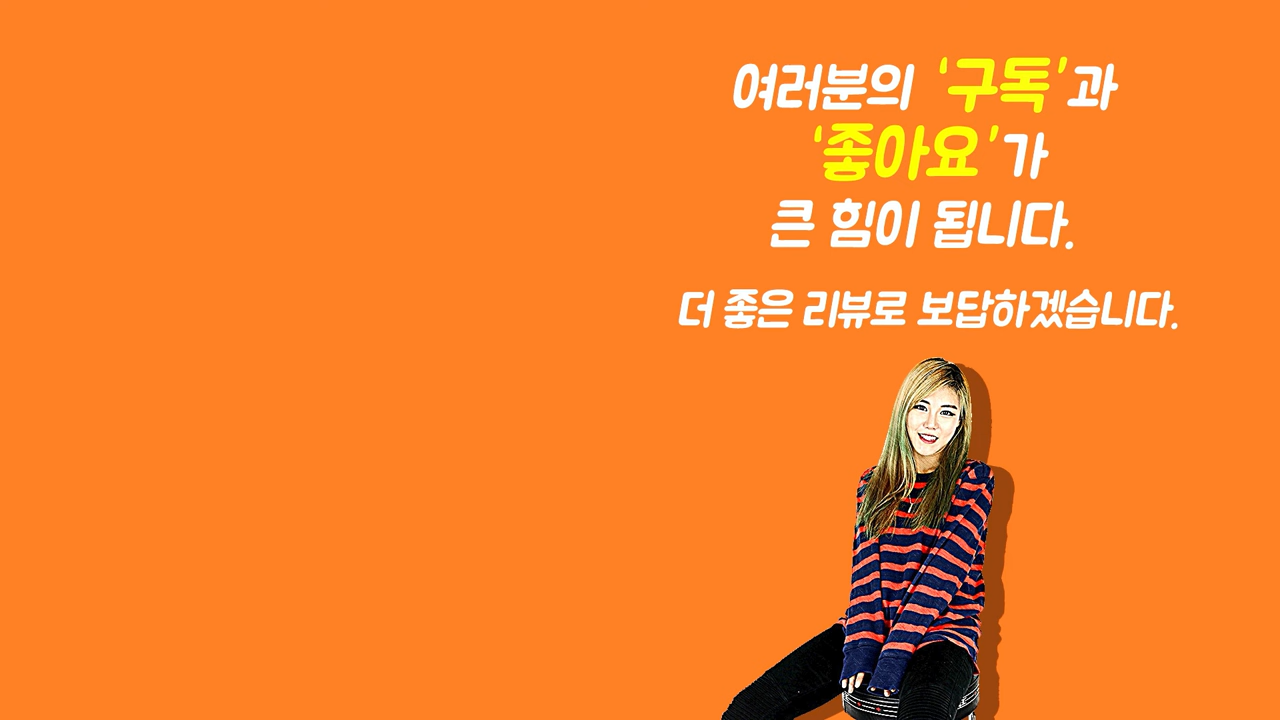 여러분의 '구독'과
'좋아요'가
큰 힘이 됩니다.
더 좋은 리뷰로 보답하겠습니다.